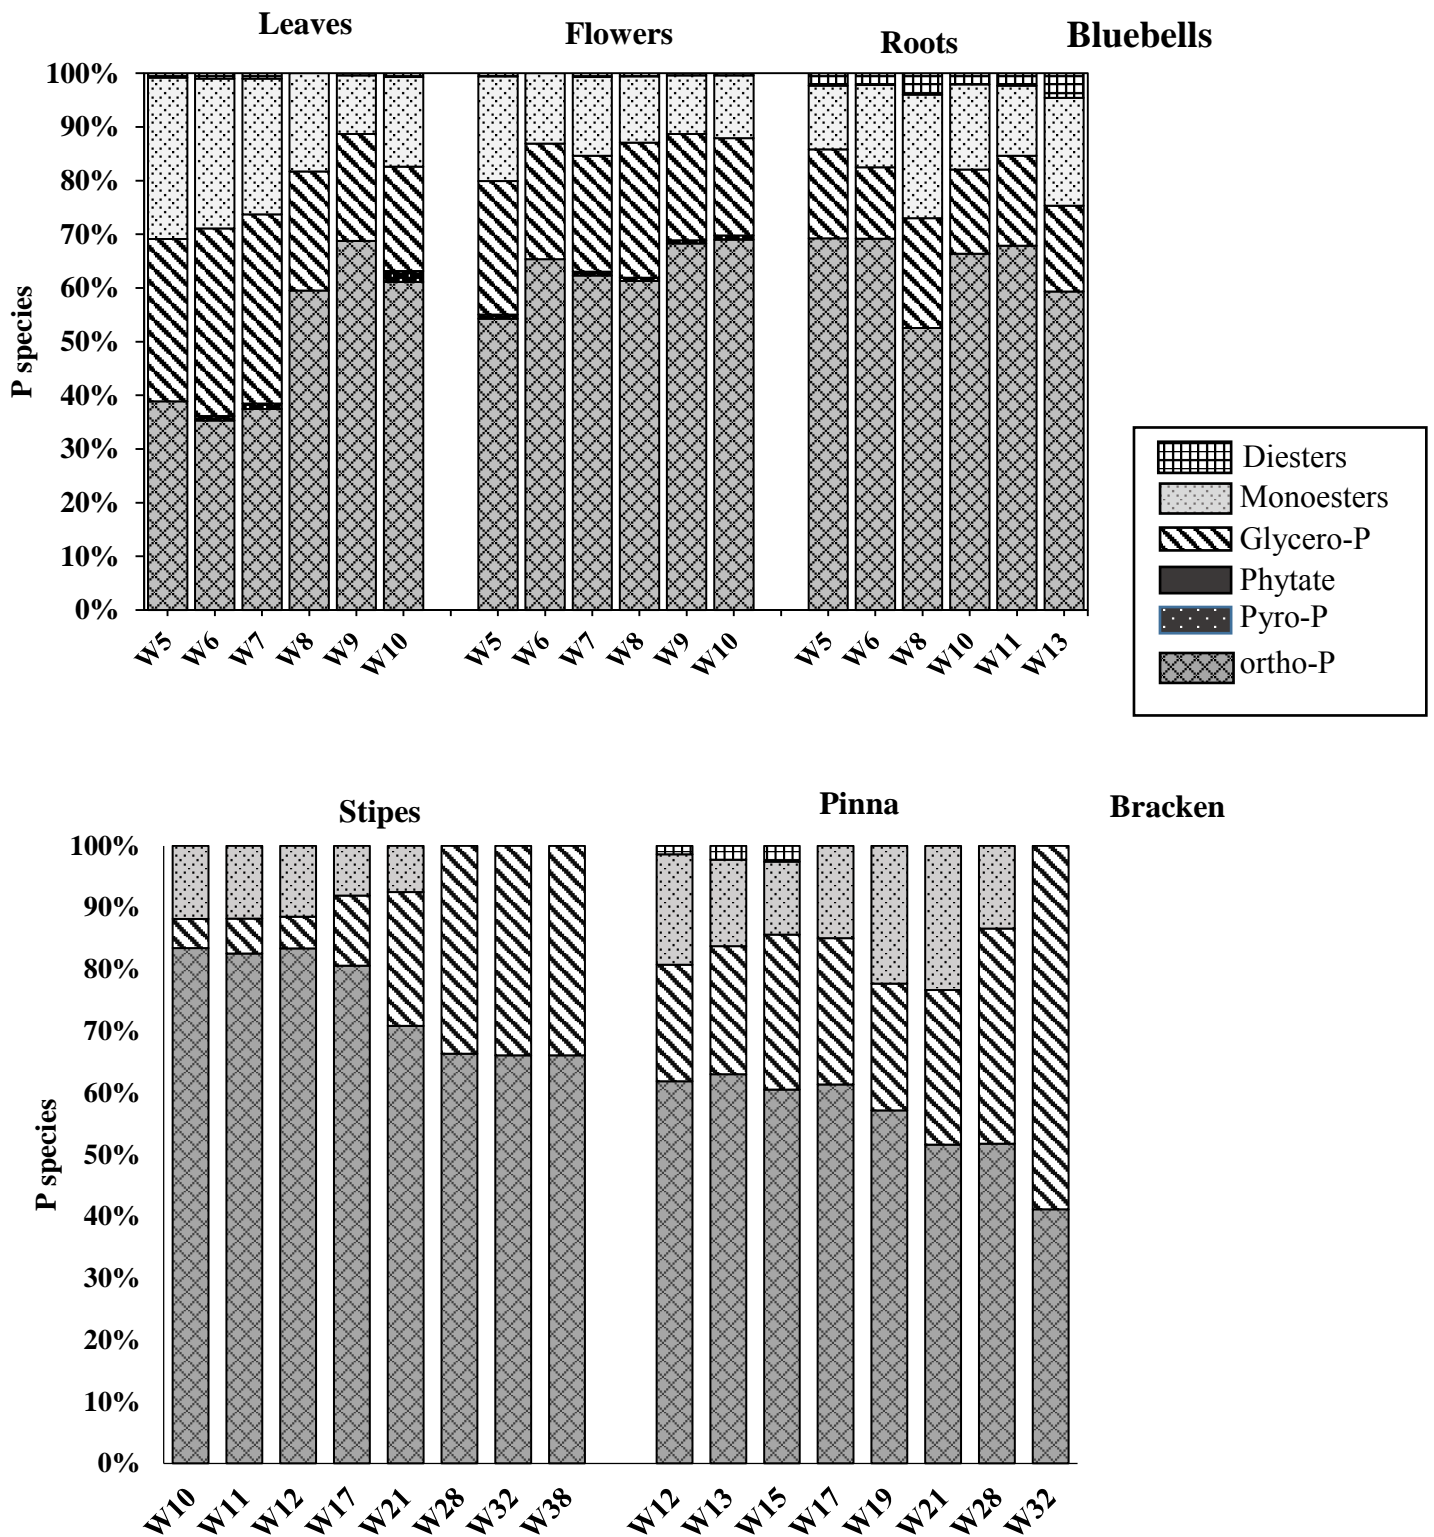 Leaves
Flowers
Roots
Bluebells
100%
90%
80%
70%
60%
50%
40%
30%
20%
10%
0%
P species
W5 W6 W7 W8 W9 W10 W5 W6 W7 W8 W9 W10 W5 W6 W8 W10 W11 W13
Diesters
Monoesters
Glycero-P
Phytate
Pyro-P
ortho-P
Stipes
Pinna
Bracken
100%
90%
80%
70%
60%
50%
40%
30%
20%
10%
0%
P species
W10 W11 W12 W17 W21 W28 W32 W38 W12 W13 W15 W17 W19 W21 W28 W32